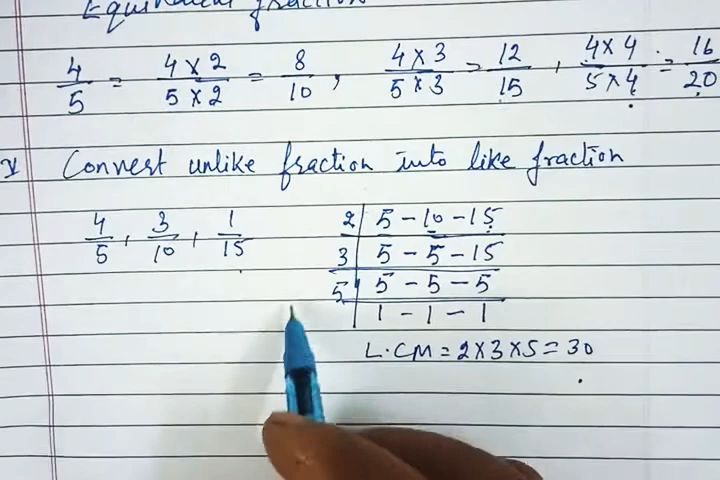 Equivalent fraction
4/5 = 4×2/5×2 = 8/10, 4×3/5×3 = 12/15, 4×4/5×4 = 16/20
Convert unlike fraction into like fraction
4/5, 3/10, 1/15
2 | 5 - 10 - 15
3 | 5 - 5 - 15
5 | 5 - 5 - 5
1 - 1 - 1
L.CM = 2×3×5 = 30